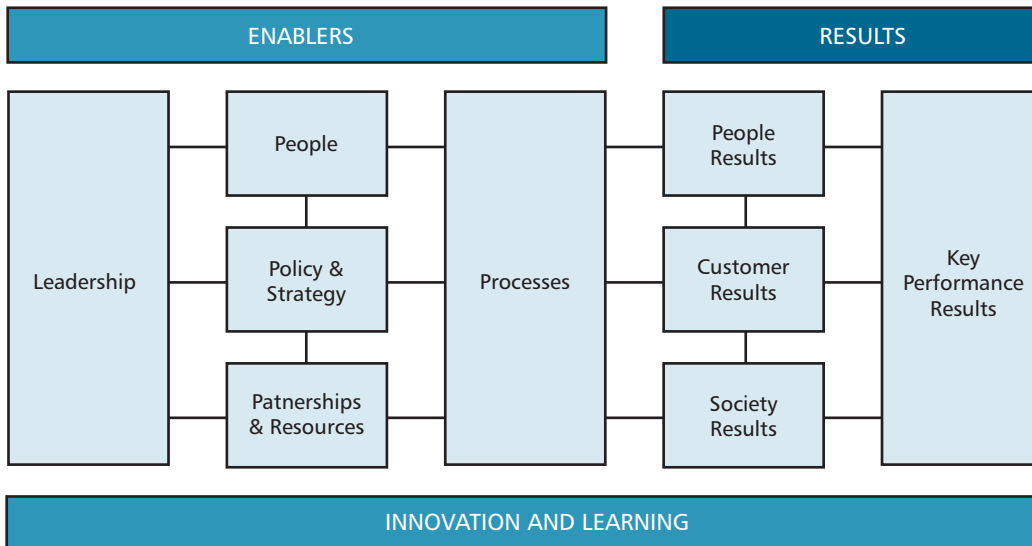 ENABLERS
RESULTS
Leadership
People
Policy &
Strategy
Patnerships
& Resources
Processes
People
Results
Customer
Results
Society
Results
Key
Performance
Results
INNOVATION AND LEARNING